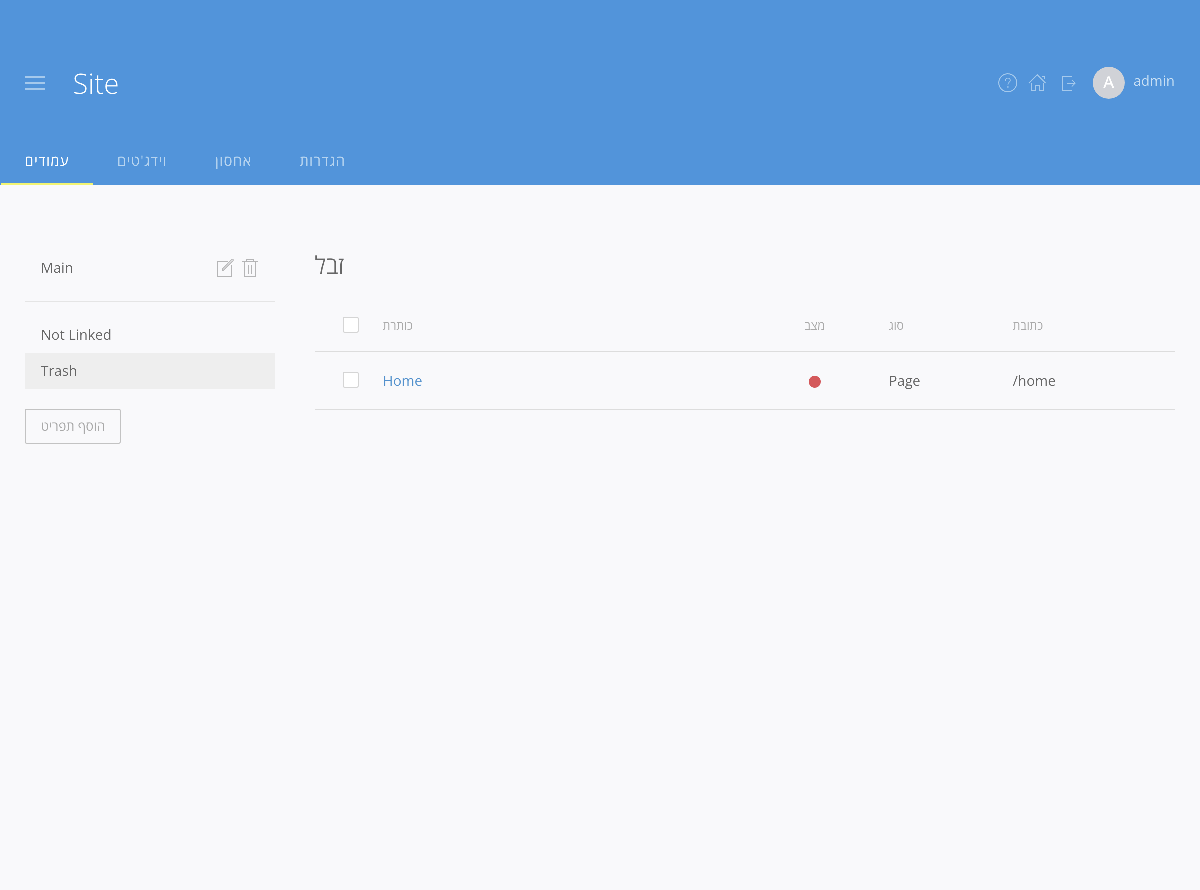 Site
A admin
עמודים וידג'טים אחסון הגדרות
Main
Not Linked
Trash
הוסף תפריט
זבל
כותרת מצב סוג כתובת
Home Page /home